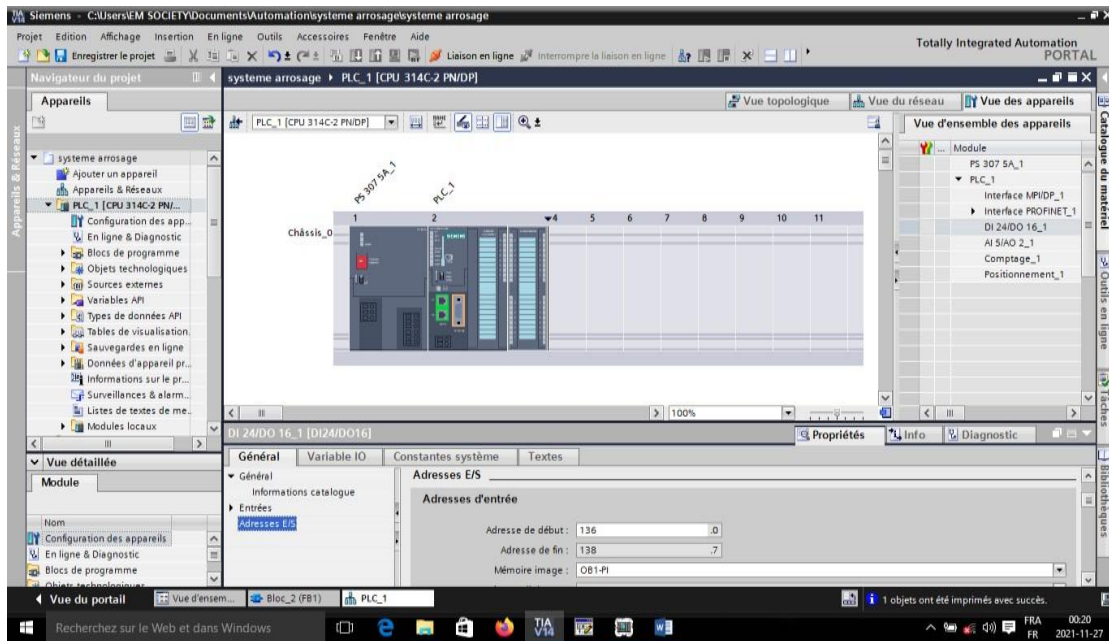 Siemens - C:\Users\EM SOCIETY\Documents\Automation\systeme arrosage\systeme arrosage
Projet Edition Affichage Insertion En ligne Outils Accessoires Fenêtre Aide
Totally Integrated Automation
PORTAL
Enregistrer le projet
Liaison en ligne
Interrompre la liaison en ligne
Navigateur du projet
systeme arrosage ▸ PLC_1 [CPU 314C-2 PN/DP]
Appareils
Vue topologique
Vue du réseau
Vue des appareils
PLC_1 [CPU 314C-2 PN/DP]
Vue d'ensemble des appareils
Appareils & Réseaux
systeme arrosage
Ajouter un appareil
Appareils & Réseaux
PLC_1 [CPU 314C-2 PN/...
Configuration des app...
En ligne & Diagnostic
Blocs de programme
Objets technologiques
Sources externes
Variables API
Types de données API
Tables de visualisation.
Sauvegardes en ligne
Données d'appareil pr...
Informations sur le pr...
Surveillances & alarm...
Listes de textes de me..
Modules locaux
PS 307 5A_1
PLC_1
1 2 4 5 6 7 8 9 10 11
Châssis_0
SIEMENS
100%
... Module
PS 307 5A_1
PLC_1
Interface MPI/DP_1
Interface PROFINET_1
DI 24/DO 16_1
AI 5/AO 2_1
Comptage_1
Positionnement_1
Catalogue du matériel
Outils en ligne
Tâches
Bibliothèques
Vue détaillée
Module
Nom
Configuration des appareils
En ligne & Diagnostic
Blocs de programme
Objets technologiques
DI 24/DO 16_1 [DI24/DO16]
Propriétés
Info
Diagnostic
Général
Variable IO
Constantes système
Textes
Général
Informations catalogue
Entrées
Adresses E/S
Adresses E/S
Adresses d'entrée
Adresse de début : 136 .0
Adresse de fin : 138 .7
Mémoire image : OB1-PI
Vue du portail
Vue d'ensem...
Bloc_2 (FB1)
PLC_1
1 objets ont été imprimés avec succès.
Recherchez sur le Web et dans Windows
TIA
V14
FRA
FR
00:20
2021-11-27